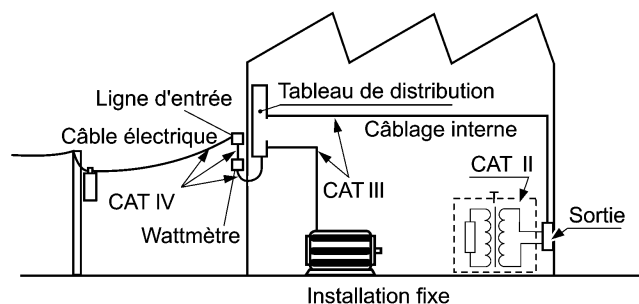 Ligne d'entrée
Câble électrique
CAT IV
Wattmètre
Tableau de distribution
Câblage interne
CAT III
CAT II
Sortie
Installation fixe